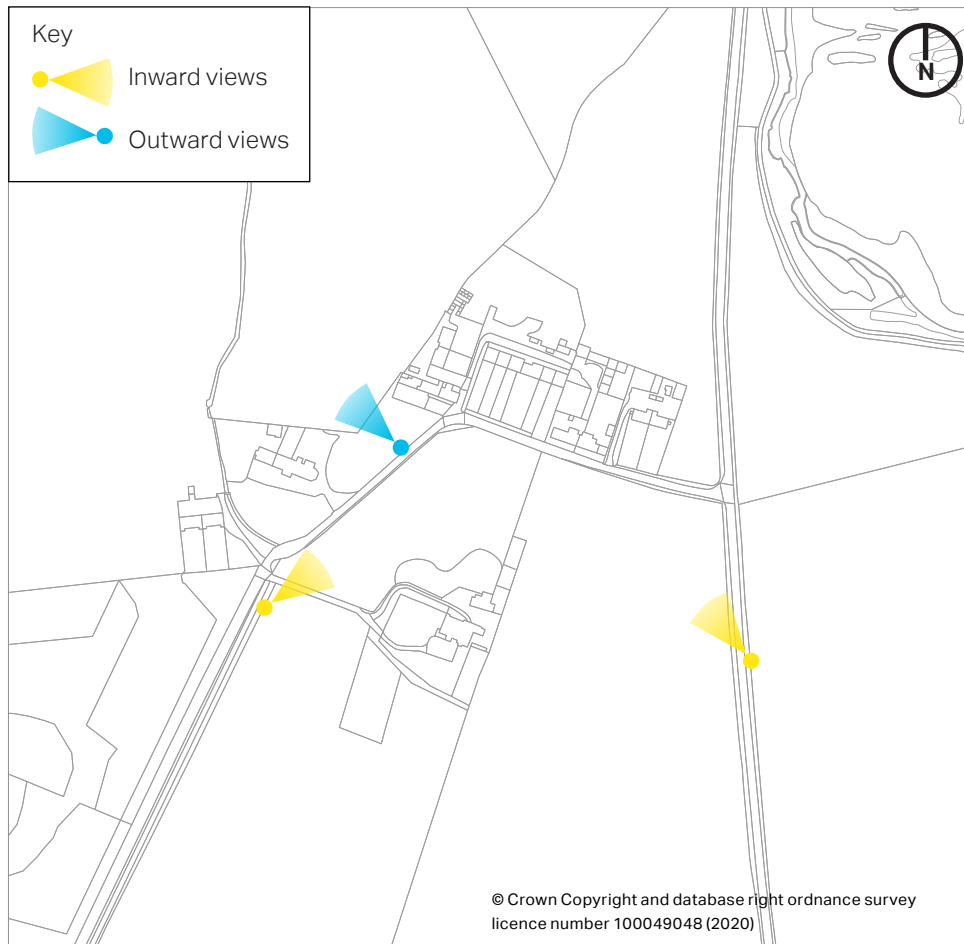 Key
Inward views
Outward views
N
© Crown Copyright and database right ordnance survey
licence number 100049048 (2020)